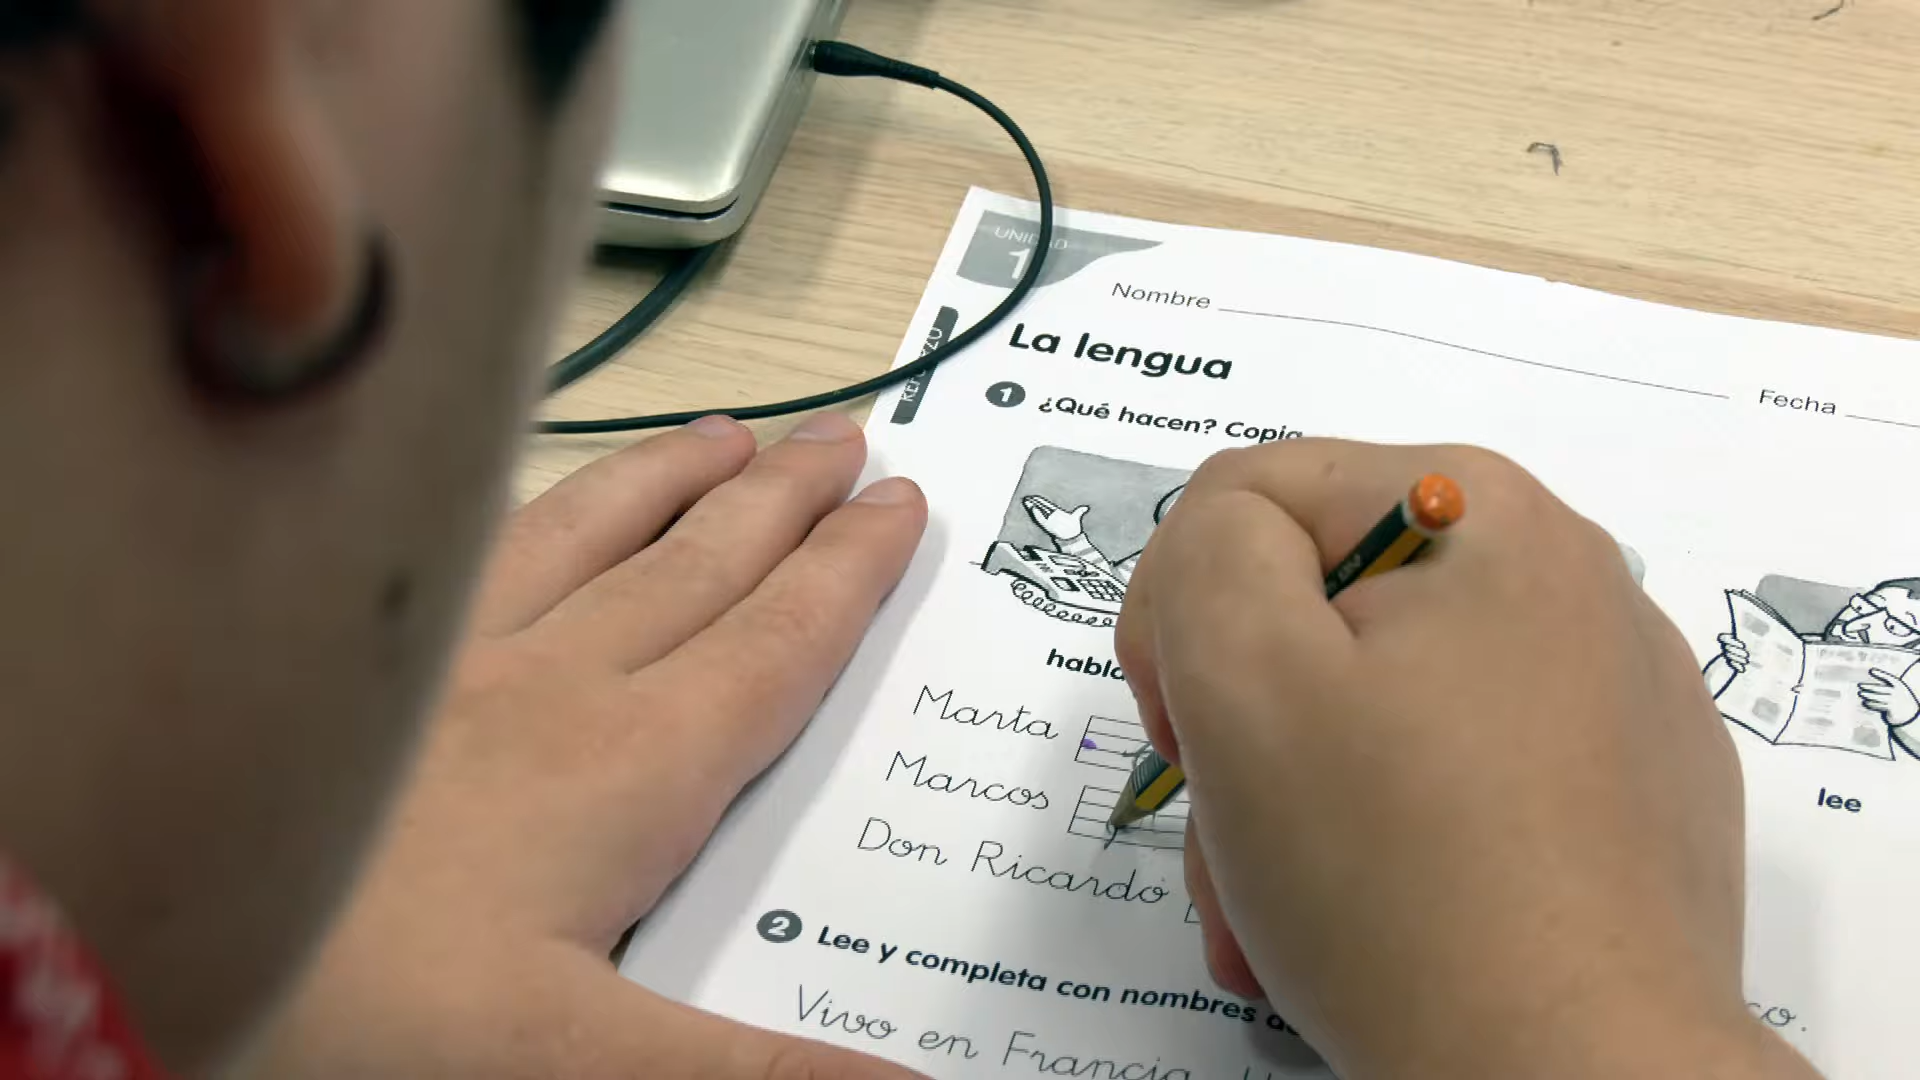 UNIDAD
1
Nombre
Fecha
REFUERZO
La lengua
1 ¿Qué hacen? Copia
lee
Marta
Marcos
Don Ricardo
2 Lee y completa con nombres
Vivo en Francia.